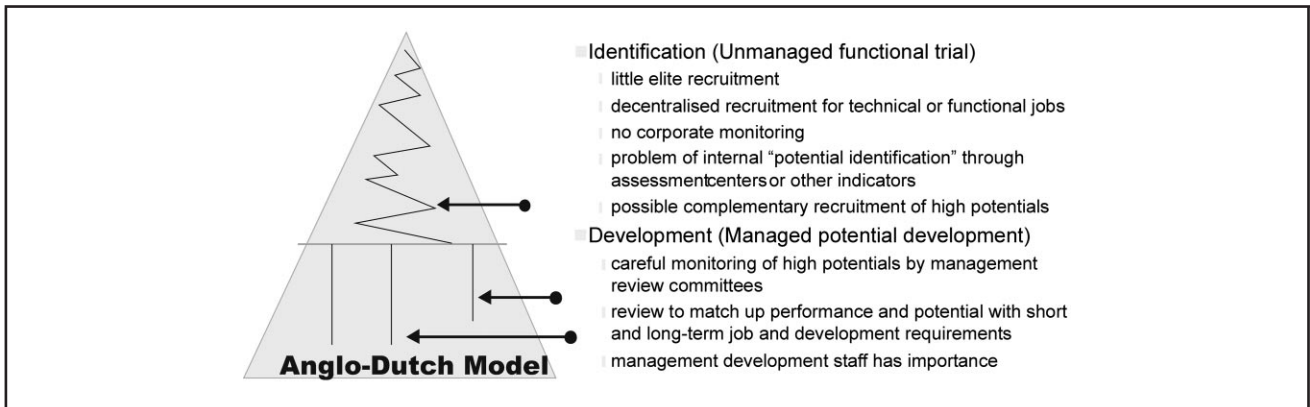 Identification (Unmanaged functional trial)
little elite recruitment
decentralised recruitment for technical or functional jobs
no corporate monitoring
problem of internal “potential identification” through
assessmentcenters or other indicators
possible complementary recruitment of high potentials
Development (Managed potential development)
careful monitoring of high potentials by management
review committees
review to match up performance and potential with short
and long-term job and development requirements
management development staff has importance
Anglo-Dutch Model